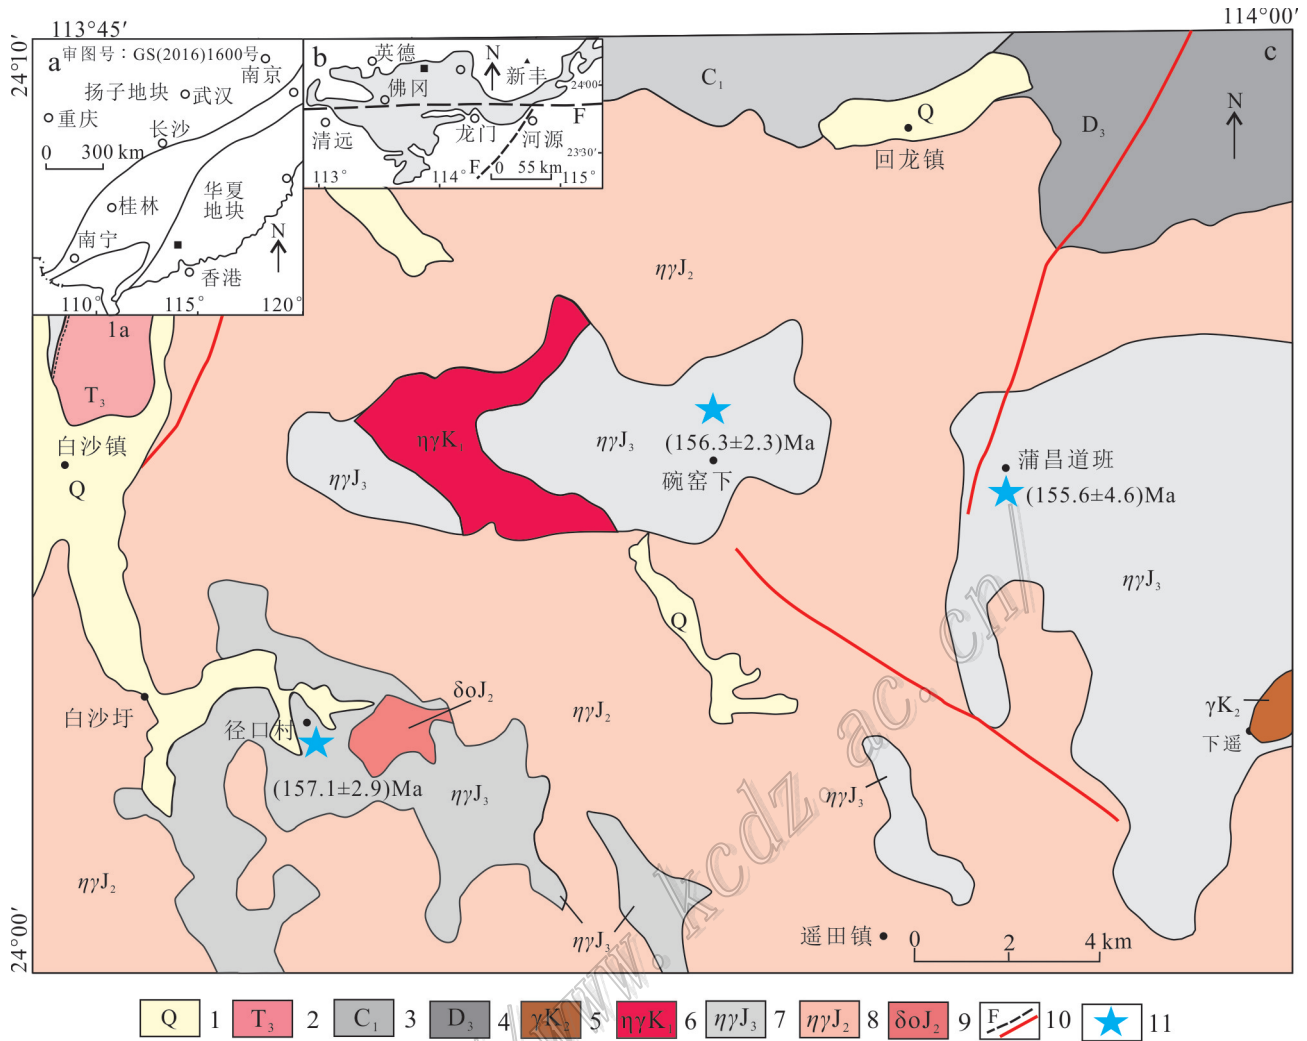 113°45′
114°00′
24°10′
24°00′
a
审图号：GS(2016)1600号
南京
扬子地块
武汉
重庆
长沙
0 300 km
华夏
地块
桂林
南宁
N
香港
110°
115°
120°
b
英德
N
新丰
24°00′
佛冈
F
清远
龙门
河源
23°30′
F
0 55 km
113°
114°
115°
c
C₁
Q
D₃
N
回龙镇
ηγJ₂
1a
T₃
白沙镇
Q
ηγK₁
ηγJ₃
ηγJ₃
(156.3±2.3)Ma
碗窑下
蒲昌道班
(155.6±4.6)Ma
ηγJ₃
Q
δoJ₂
白沙圩
径口村
ηγJ₂
γK₂
下遥
(157.1±2.9)Ma
ηγJ₃
ηγJ₃
ηγJ₂
ηγJ₃
遥田镇
0 2 4 km
www.kcdz.ac.cn/
Q 1 T₃ 2 C₁ 3 D₃ 4 γK₂ 5 ηγK₁ 6 ηγJ₃ 7 ηγJ₂ 8 δoJ₂ 9 F 10 11